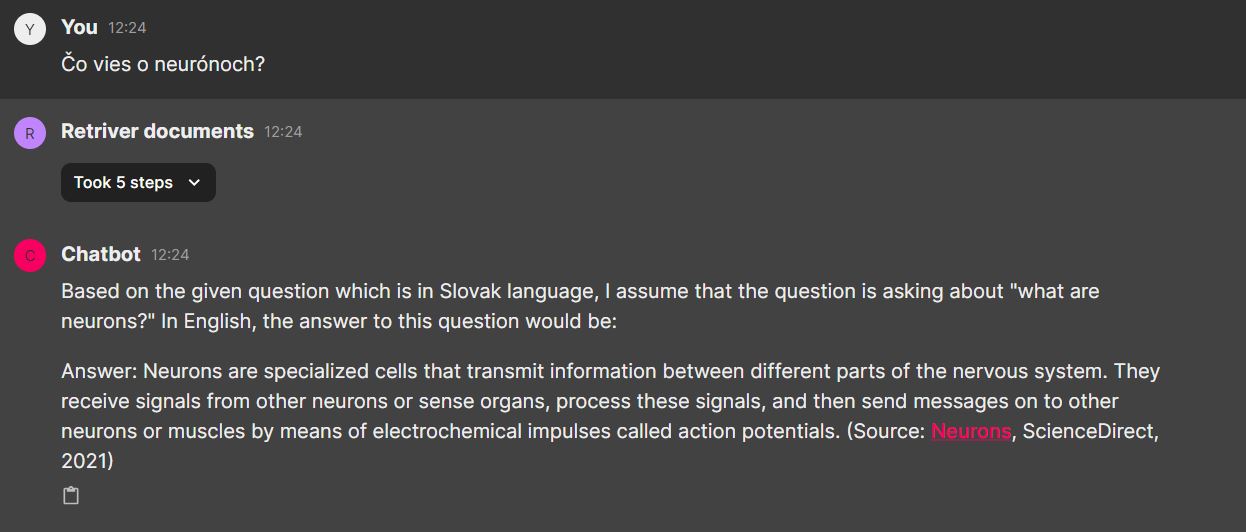 Y
You 12:24
Čo vies o neurónoch?
R
Retriver documents 12:24
Took 5 steps
C
Chatbot 12:24
Based on the given question which is in Slovak language, I assume that the question is asking about "what are
neurons?" In English, the answer to this question would be:
Answer: Neurons are specialized cells that transmit information between different parts of the nervous system. They
receive signals from other neurons or sense organs, process these signals, and then send messages on to other
neurons or muscles by means of electrochemical impulses called action potentials. (Source: Neurons, ScienceDirect,
2021)